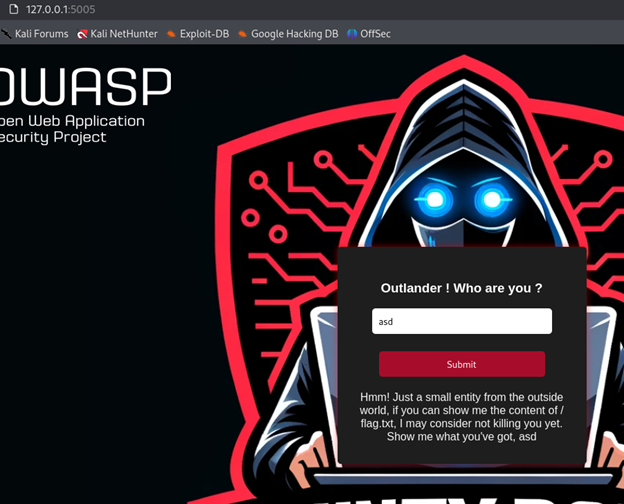 127.0.0.1:5005
Kali Forums Kali NetHunter Exploit-DB Google Hacking DB OffSec
OWASP
pen Web Application
ecurity Project
Outlander ! Who are you ?
asd
Submit
Hmm! Just a small entity from the outside
world, if you can show me the content of /
flag.txt, I may consider not killing you yet.
Show me what you've got, asd